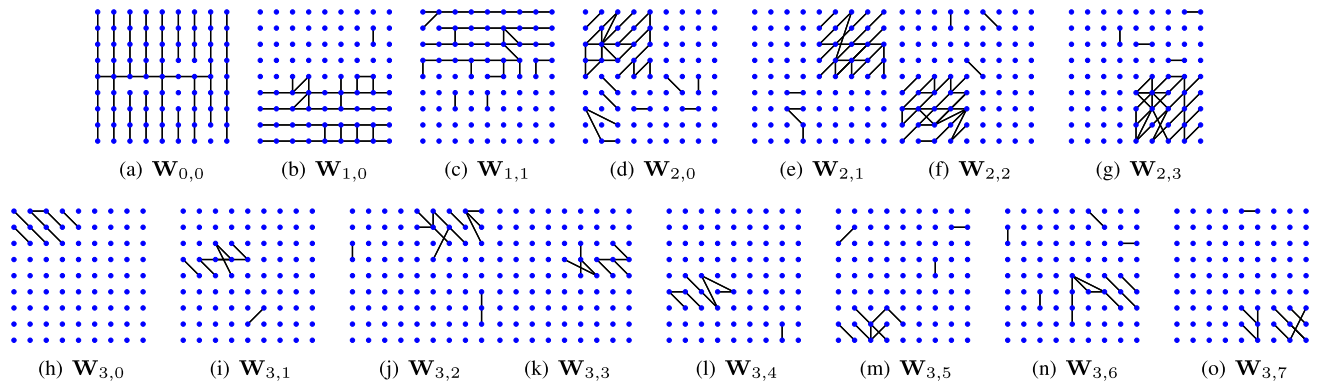 (a) W0,0 (b) W1,0 (c) W1,1 (d) W2,0 (e) W2,1 (f) W2,2 (g) W2,3
(h) W3,0 (i) W3,1 (j) W3,2 (k) W3,3 (l) W3,4 (m) W3,5 (n) W3,6 (o) W3,7